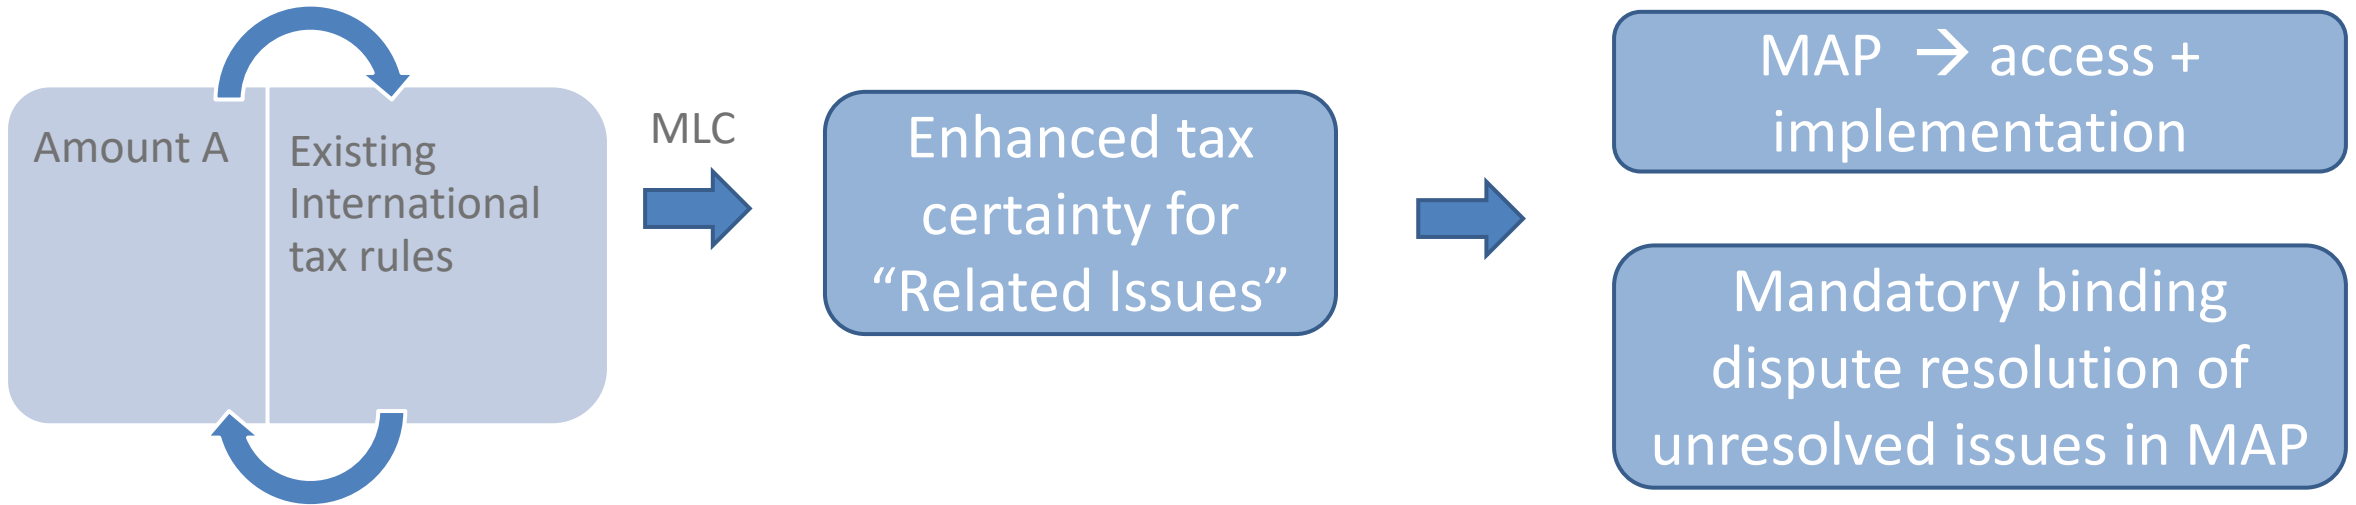 Amount A
Existing
International
tax rules
MLC
Enhanced tax
certainty for
“Related Issues”
MAP → access +
implementation
Mandatory binding
dispute resolution of
unresolved issues in MAP